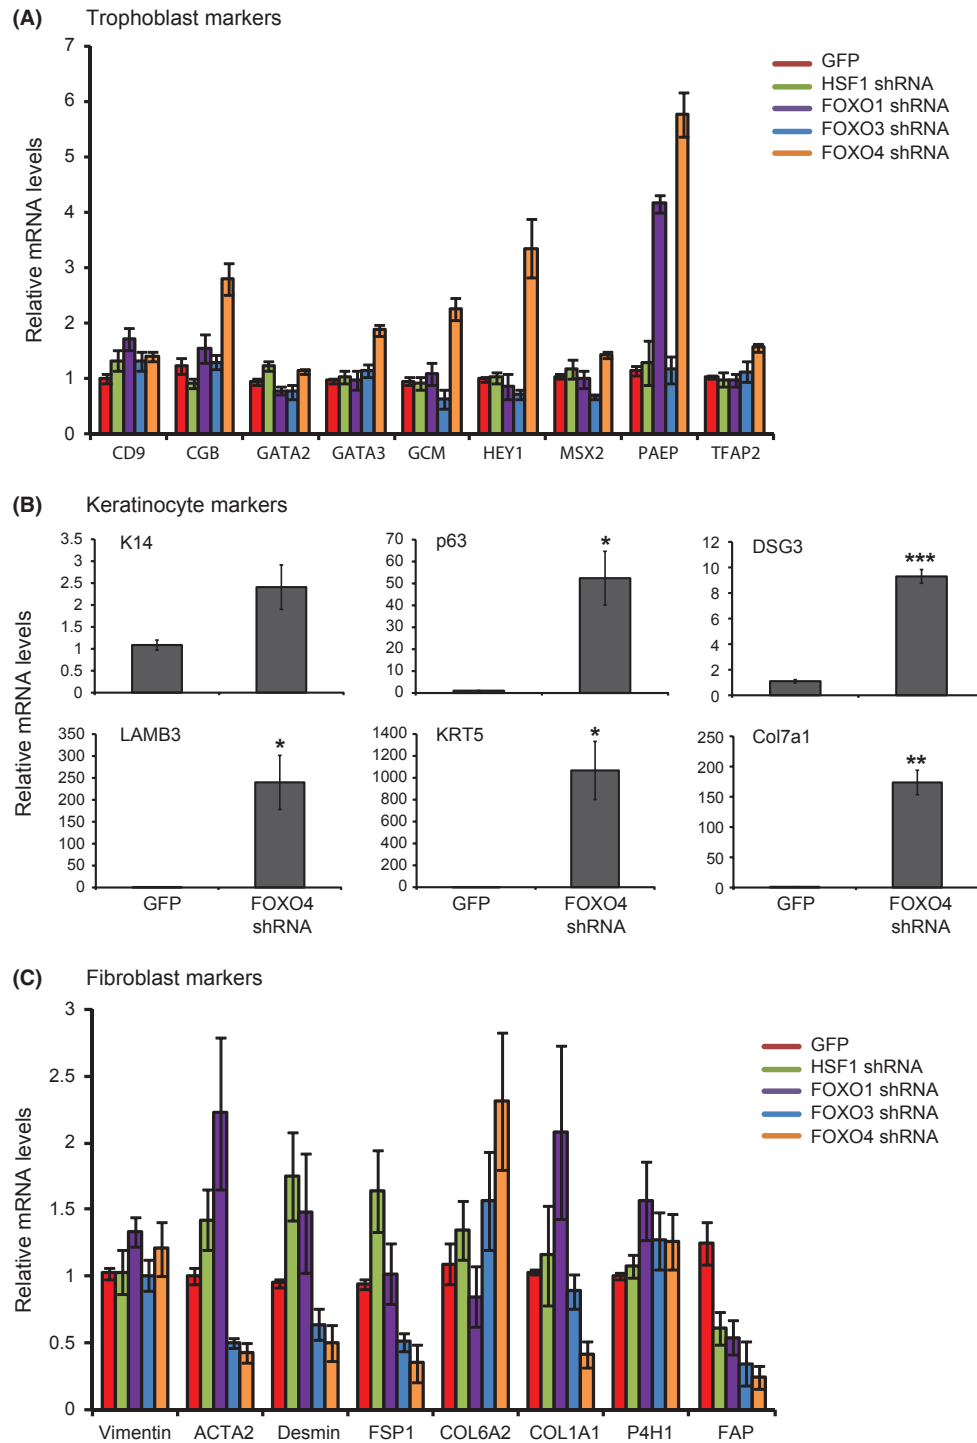 (A) Trophoblast markers
Relative mRNA levels
7
6
5
4
3
2
1
0
GFP
HSF1 shRNA
FOXO1 shRNA
FOXO3 shRNA
FOXO4 shRNA
CD9 CGB GATA2 GATA3 GCM HEY1 MSX2 PAEP TFAP2
(B) Keratinocyte markers
Relative mRNA levels
K14
3.5
3
2.5
2
1.5
1
0.5
0
p63
*
70
60
50
40
30
20
10
0
DSG3
***
12
10
8
6
4
2
0
Relative mRNA levels
LAMB3
*
350
300
250
200
150
100
50
0
GFP FOXO4 shRNA
KRT5
*
1400
1200
1000
800
600
400
200
0
GFP FOXO4 shRNA
Col7a1
**
250
200
150
100
50
0
GFP FOXO4 shRNA
(C) Fibroblast markers
Relative mRNA levels
3
2.5
2
1.5
1
0.5
0
GFP
HSF1 shRNA
FOXO1 shRNA
FOXO3 shRNA
FOXO4 shRNA
Vimentin ACTA2 Desmin FSP1 COL6A2 COL1A1 P4H1 FAP